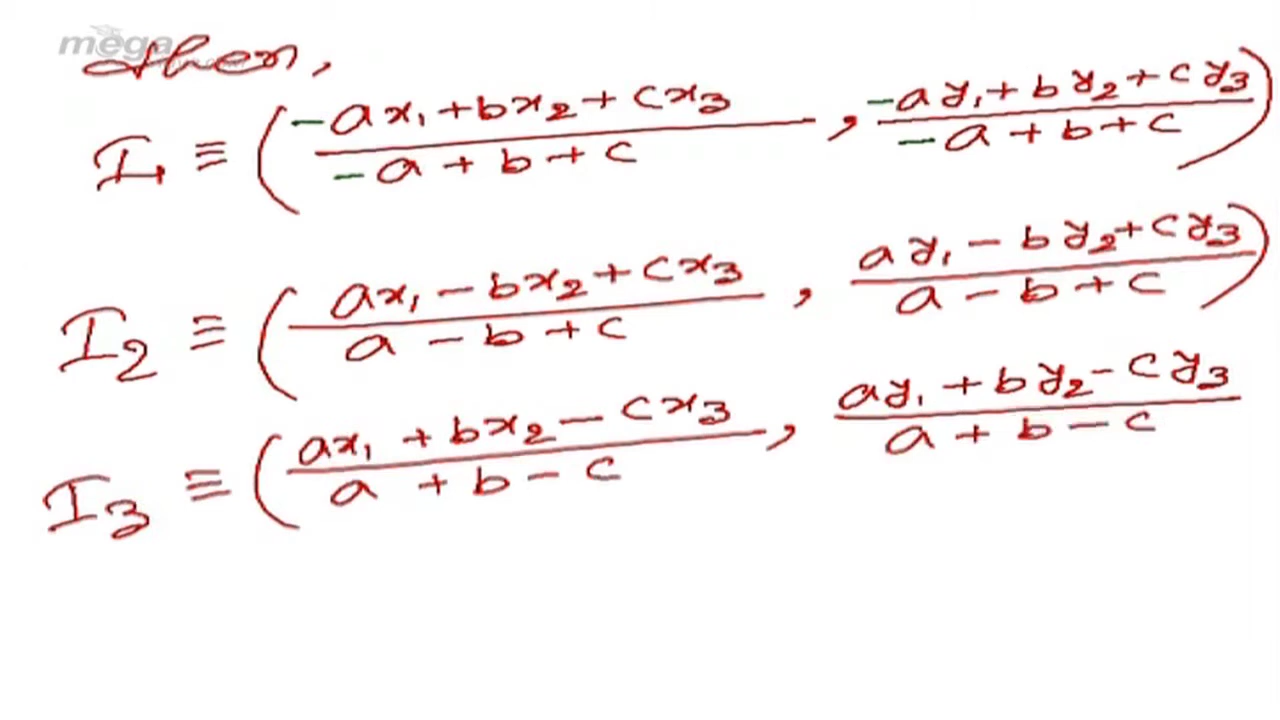 mega
then,
I₁ ≡ ( (-ax₁ + bx₂ + cx₃)/(-a + b + c) , (-ay₁ + by₂ + cy₃)/(-a + b + c) )
I₂ ≡ ( (ax₁ - bx₂ + cx₃)/(a - b + c) , (ay₁ - by₂ + cy₃)/(a - b + c) )
I₃ ≡ ( (ax₁ + bx₂ - cx₃)/(a + b - c) , (ay₁ + by₂ - cy₃)/(a + b - c)